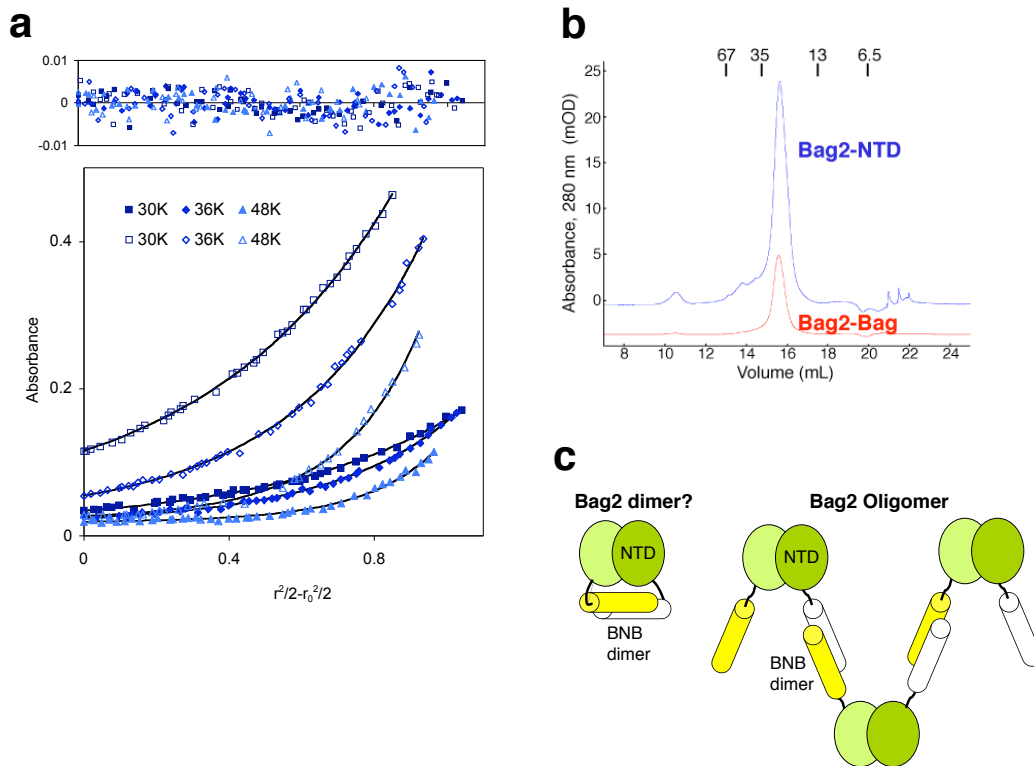 a
0.01
0
-0.01
30K 36K 48K
30K 36K 48K
0.4
0.2
0
0 0.4 0.8
Absorbance
r²/2-r₀²/2
b
67 35 13 6.5
25
20
15
10
5
0
Absorbance, 280 nm (mOD)
Bag2-NTD
Bag2-Bag
8 10 12 14 16 18 20 22 24
Volume (mL)
c
Bag2 dimer? Bag2 Oligomer
NTD
NTD
BNB
dimer
BNB
dimer